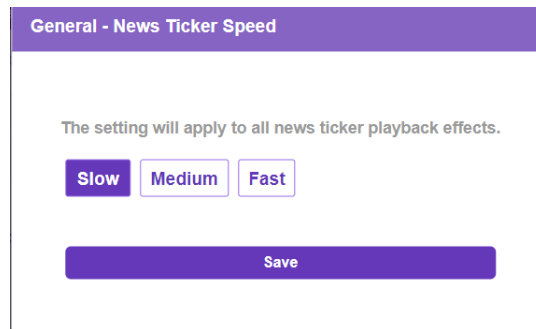 General - News Ticker Speed
The setting will apply to all news ticker playback effects.
Slow Medium Fast
Save